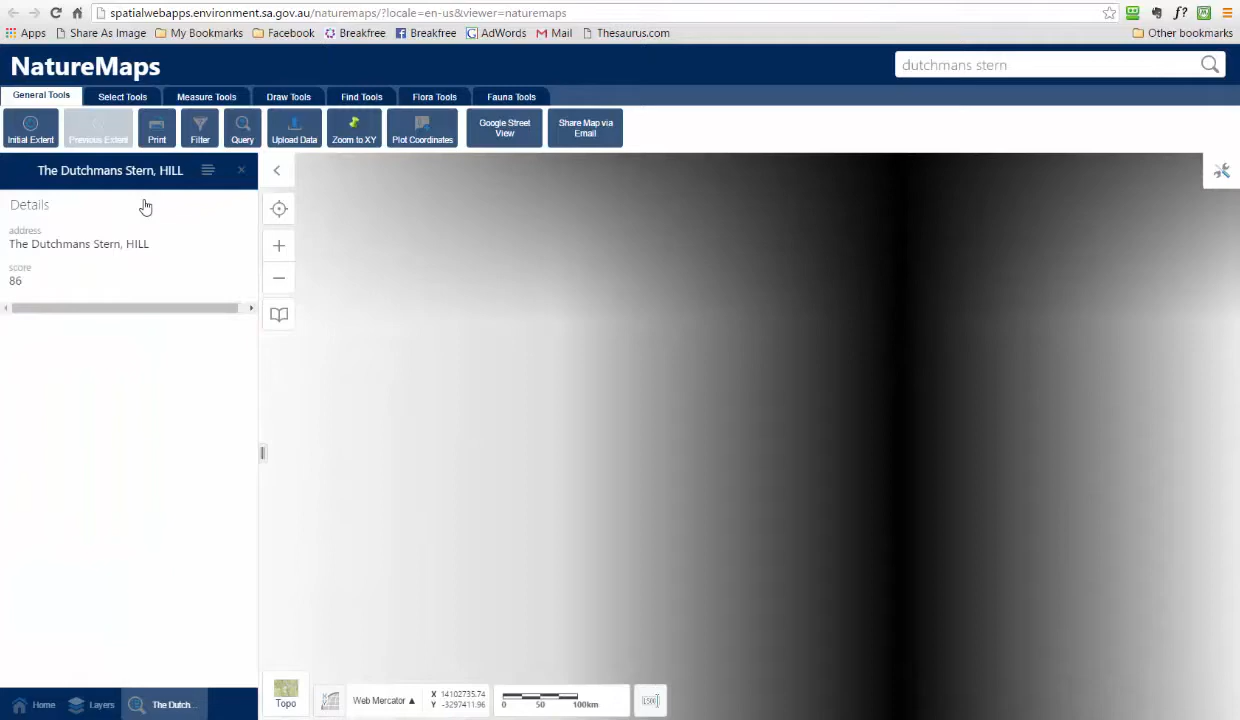 spatialwebapps.environment.sa.gov.au/naturemaps/?locale=en-us&viewer=naturemaps
Apps Share As Image My Bookmarks Facebook Breakfree Breakfree AdWords Mail Thesaurus.com Other bookmarks
NatureMaps
dutchmans stern
General Tools Select Tools Measure Tools Draw Tools Find Tools Flora Tools Fauna Tools
Initial Extent Previous Extent Print Filter Query Upload Data Zoom to XY Plot Coordinates
Google Street View
Share Map via Email
The Dutchmans Stern, HILL
Details
address
The Dutchmans Stern, HILL
score
86
Topo
Web Mercator ▲
X 14102735.74
Y -3297411.96
0 50 100km
Home Layers The Dutch...